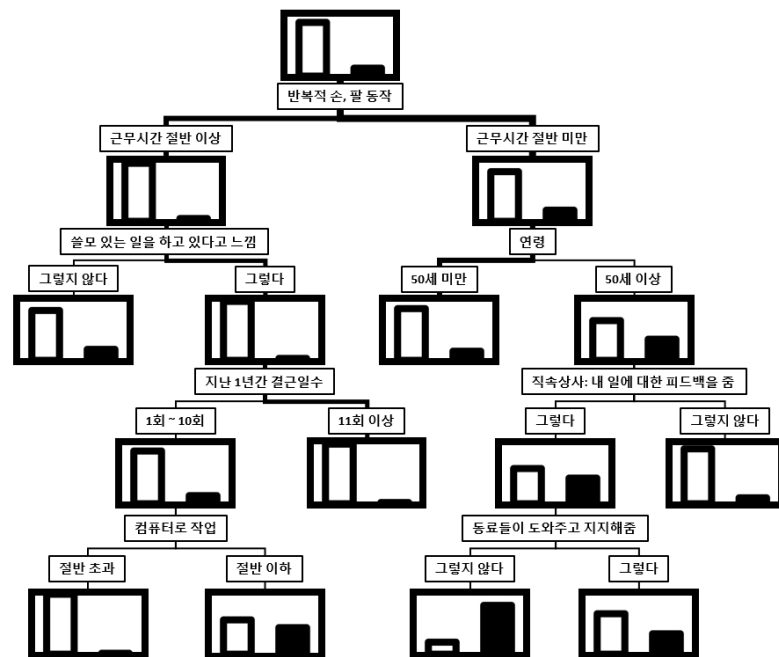 반복적 손, 팔 동작
근무시간 절반 이상
근무시간 절반 미만
쓸모 있는 일을 하고 있다고 느낌
연령
그렇지 않다
그렇다
50세 미만
50세 이상
지난 1년간 결근일수
직속상사: 내 일에 대한 피드백을 줌
1회 ~ 10회
11회 이상
그렇다
그렇지 않다
컴퓨터로 작업
동료들이 도와주고 지지해줌
절반 초과
절반 이하
그렇지 않다
그렇다